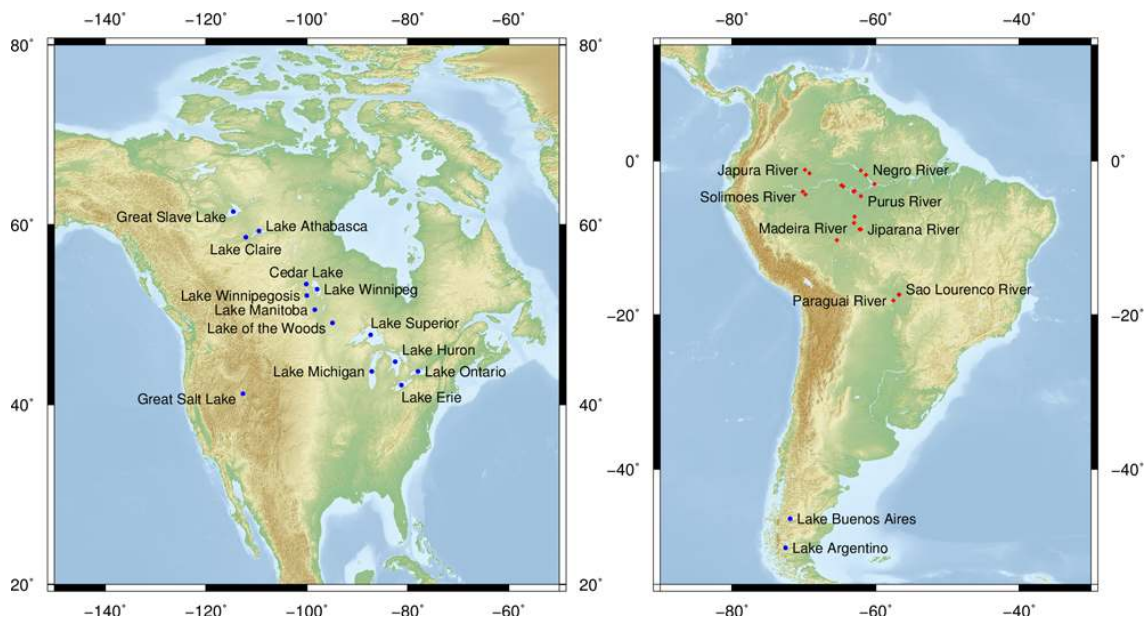 −140˚ −120˚ −100˚ −80˚ −60˚
−80˚ −60˚ −40˚
80˚
60˚
40˚
20˚
80˚
60˚
40˚
20˚
Great Slave Lake
Lake Athabasca
Lake Claire
Cedar Lake
Lake Winnipeg
Lake Winnipegosis
Lake Manitoba
Lake of the Woods
Lake Superior
Lake Huron
Lake Michigan
Lake Ontario
Lake Erie
Great Salt Lake
−140˚ −120˚ −100˚ −80˚ −60˚
0˚
−20˚
−40˚
0˚
−20˚
−40˚
Japura River
Negro River
Solimoes River
Purus River
Madeira River
Jiparana River
Sao Lourenco River
Paraguai River
Lake Buenos Aires
Lake Argentino
−80˚ −60˚ −40˚